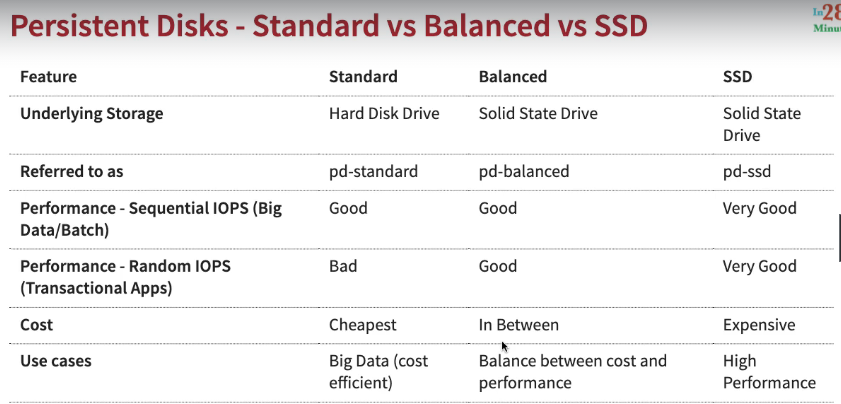 Persistent Disks - Standard vs Balanced vs SSD
In28
Minu
Feature Standard Balanced SSD
Underlying Storage Hard Disk Drive Solid State Drive Solid State
Drive
Referred to as pd-standard pd-balanced pd-ssd
Performance - Sequential IOPS (Big Good Good Very Good
Data/Batch)
Performance - Random IOPS Bad Good Very Good
(Transactional Apps)
Cost Cheapest In Between Expensive
Use cases Big Data (cost Balance between cost and High
efficient) performance Performance